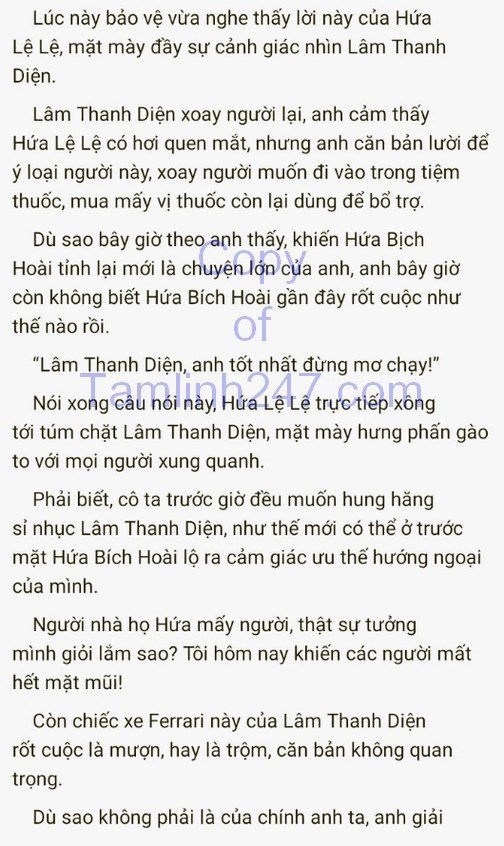 Lúc này bảo vệ vừa nghe thấy lời này của Hứa
Lệ Lệ, mặt mày đầy sự cảnh giác nhìn Lâm Thanh
Diện.
Lâm Thanh Diện xoay người lại, anh cảm thấy
Hứa Lệ Lệ có hơi quen mắt, nhưng anh căn bản lười để
ý loại người này, xoay người muốn đi vào trong tiệm
thuốc, mua mấy vị thuốc còn lại dùng để bổ trợ.
Dù sao bây giờ theo anh thấy, khiến Hứa Bịch
Hoài tỉnh lại mới là chuyện lớn của anh, anh bây giờ
còn không biết Hứa Bích Hoài gần đây rốt cuộc như
thế nào rồi.
“Lâm Thanh Diện, anh tốt nhất đừng mơ chạy!”
Nói xong câu nói này, Hứa Lệ Lệ trực tiếp xông
tới túm chặt Lâm Thanh Diện, mặt mày hưng phấn gào
to với mọi người xung quanh.
Phải biết, cô ta trước giờ đều muốn hung hăng
sỉ nhục Lâm Thanh Diện, như thế mới có thể ở trước
mặt Hứa Bích Hoài lộ ra cảm giác ưu thế hướng ngoại
của mình.
Người nhà họ Hứa mấy người, thật sự tưởng
mình giỏi lắm sao? Tôi hôm nay khiến các người mất
hết mặt mũi!
Còn chiếc xe Ferrari này của Lâm Thanh Diện
rốt cuộc là mượn, hay là trộm, căn bản không quan
trọng.
Dù sao không phải là của chính anh ta, anh giải
Copy
of
Tamlinh247.com